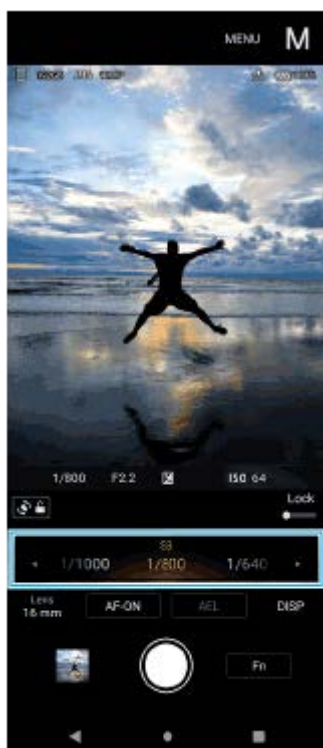 MENU M
1/800 F2.2 ISO 64
Lock
SS
1/1000 1/800 1/640
Lens
16 mm AF-ON AEL DISP
Fn